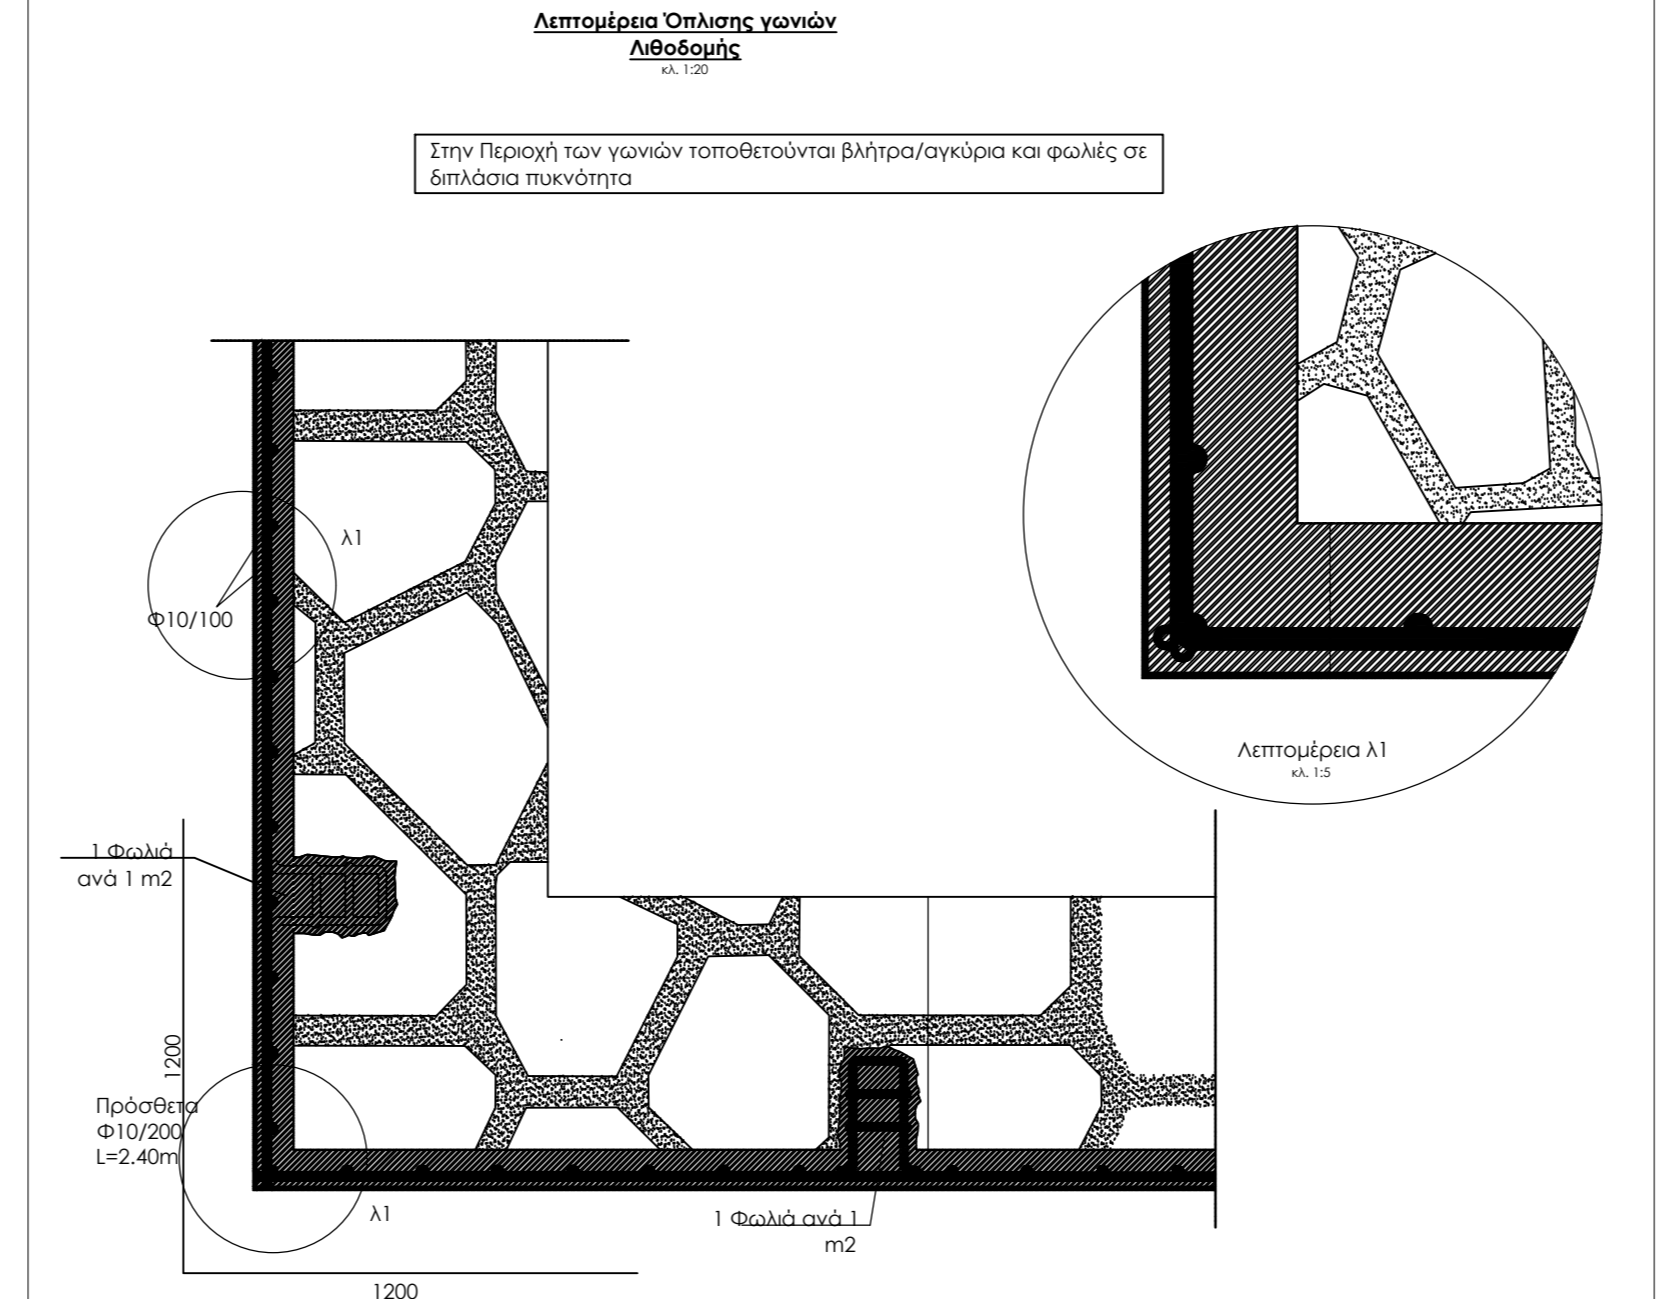 Λεπτομέρεια Όπλισης γωνιών
Λιθοδομής
κλ. 1:20
Στην Περιοχή των γωνιών τοποθετούνται βλήτρα/αγκύρια και φωλιές σε
διπλάσια πυκνότητα
λ1
Φ10/100
Λεπτομέρεια λ1
κλ. 1:5
1 Φωλιά
ανά 1 m2
1200
Πρόσθετα
Φ10/200
L=2.40m
λ1
1 Φωλιά ανά 1
m2
1200